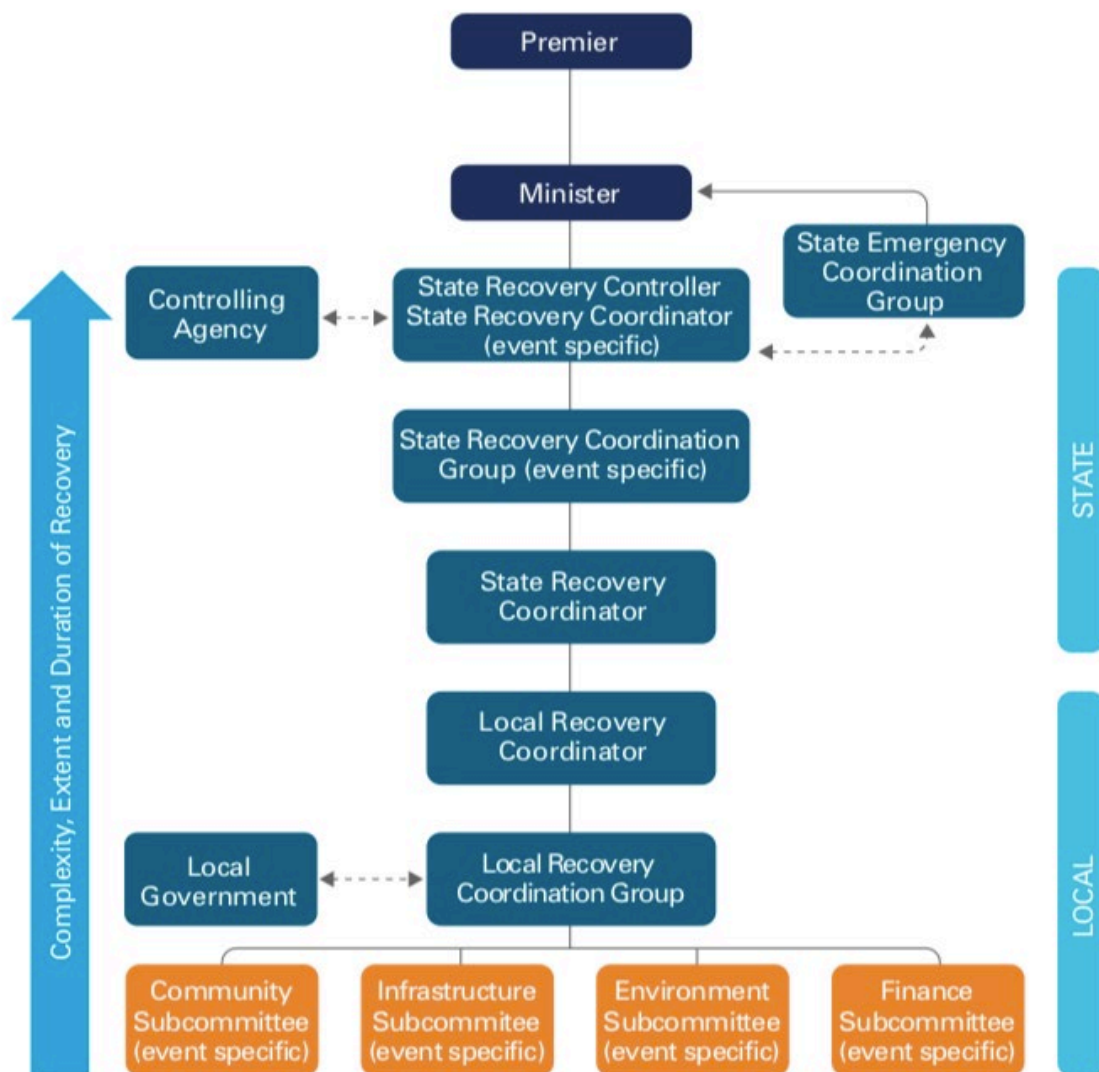 Premier
Minister
State Emergency
Coordination
Group
Controlling
Agency
State Recovery Controller
State Recovery Coordinator
(event specific)
State Recovery Coordination
Group (event specific)
State Recovery
Coordinator
Local Recovery
Coordinator
Local
Government
Local Recovery
Coordination Group
Community
Subcommittee
(event specific)
Infrastructure
Subcommitee
(event specific)
Environment
Subcommittee
(event specific)
Finance
Subcommittee
(event specific)
Complexity, Extent and Duration of Recovery
STATE
LOCAL